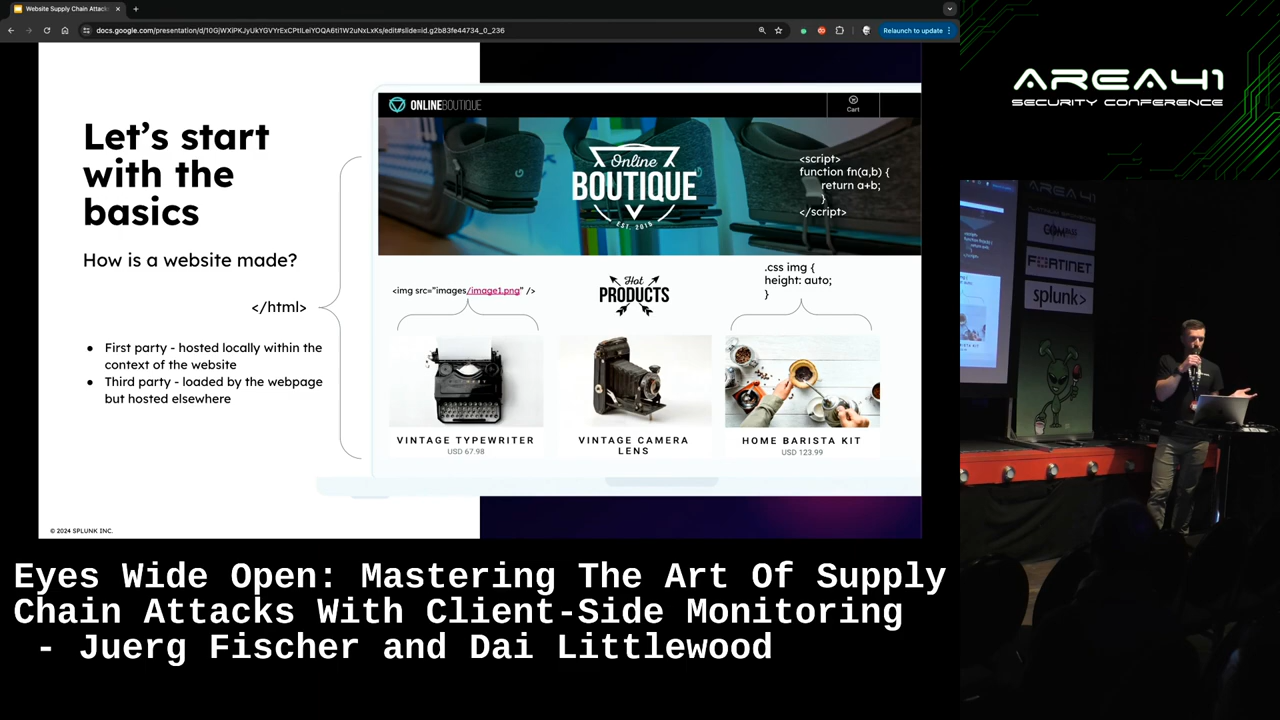 Website Supply Chain Attack
docs.google.com/presentation/d/10GjWXiPKJyUkYGVYrExCPtlLeiYOQA6ti1W2uNxLxKs/edit#slide=id.g2b83fe44734_0_236
Relaunch to update
AREA41
SECURITY CONFERENCE
Let's start
with the
basics
How is a website made?
</html>
● First party - hosted locally within the
context of the website
● Third party - loaded by the webpage
but hosted elsewhere
© 2024 SPLUNK INC.
ONLINEBOUTIQUE
Cart
Online
BOUTIQUE
EST. 2015
<script>
function fn(a,b) {
return a+b;
}
</script>
<img src="images/image1.png" />
Hot
PRODUCTS
.css img {
height: auto;
}
VINTAGE TYPEWRITER
USD 67.98
VINTAGE CAMERA
LENS
HOME BARISTA KIT
USD 123.99
AREA41
FORTINET
splunk>
Eyes Wide Open: Mastering The Art Of Supply
Chain Attacks With Client-Side Monitoring
- Juerg Fischer and Dai Littlewood